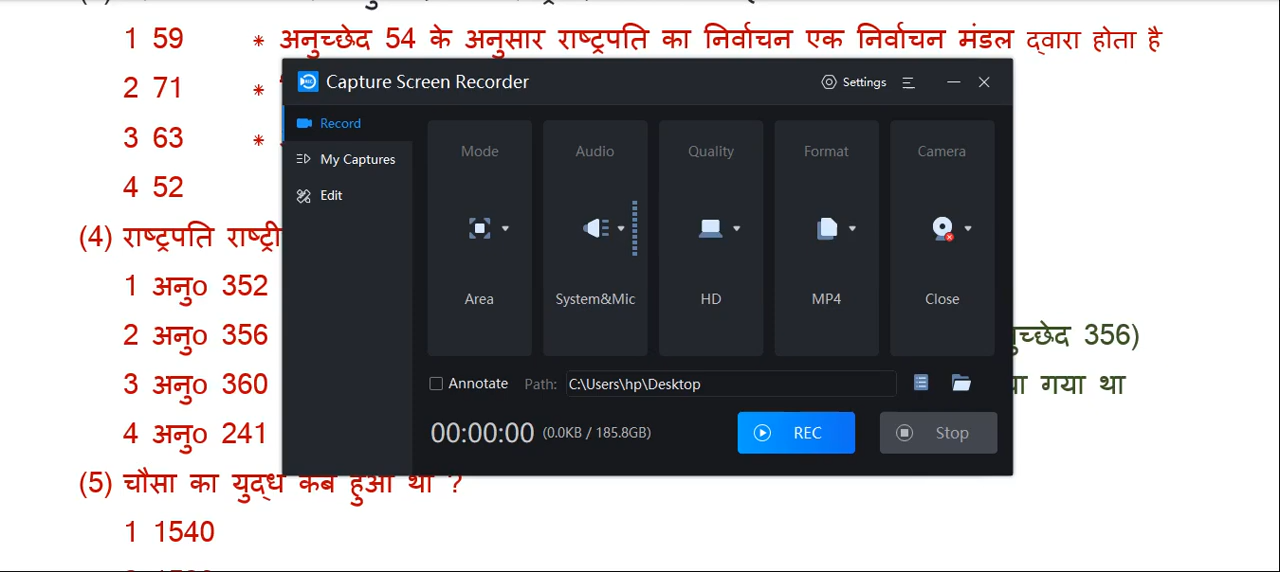 1 59 * अनुच्छेद 54 के अनुसार राष्ट्रपति का निर्वाचन एक निर्वाचन मंडल द्वारा होता है
2 71 *
3 63 *
4 52
(4) राष्ट्रपति
1 अनु० 352
2 अनु० 356 356)
3 अनु० 360 गया था
4 अनु० 241
(5) चौसा का युद्ध कब हुआ था ?
1 1540
Capture Screen Recorder
Settings
Record
My Captures
Edit
Mode Audio Quality Format Camera
Area System&Mic HD MP4 Close
Annotate Path: C:\Users\hp\Desktop
00:00:00 (0.0KB / 185.8GB) REC Stop